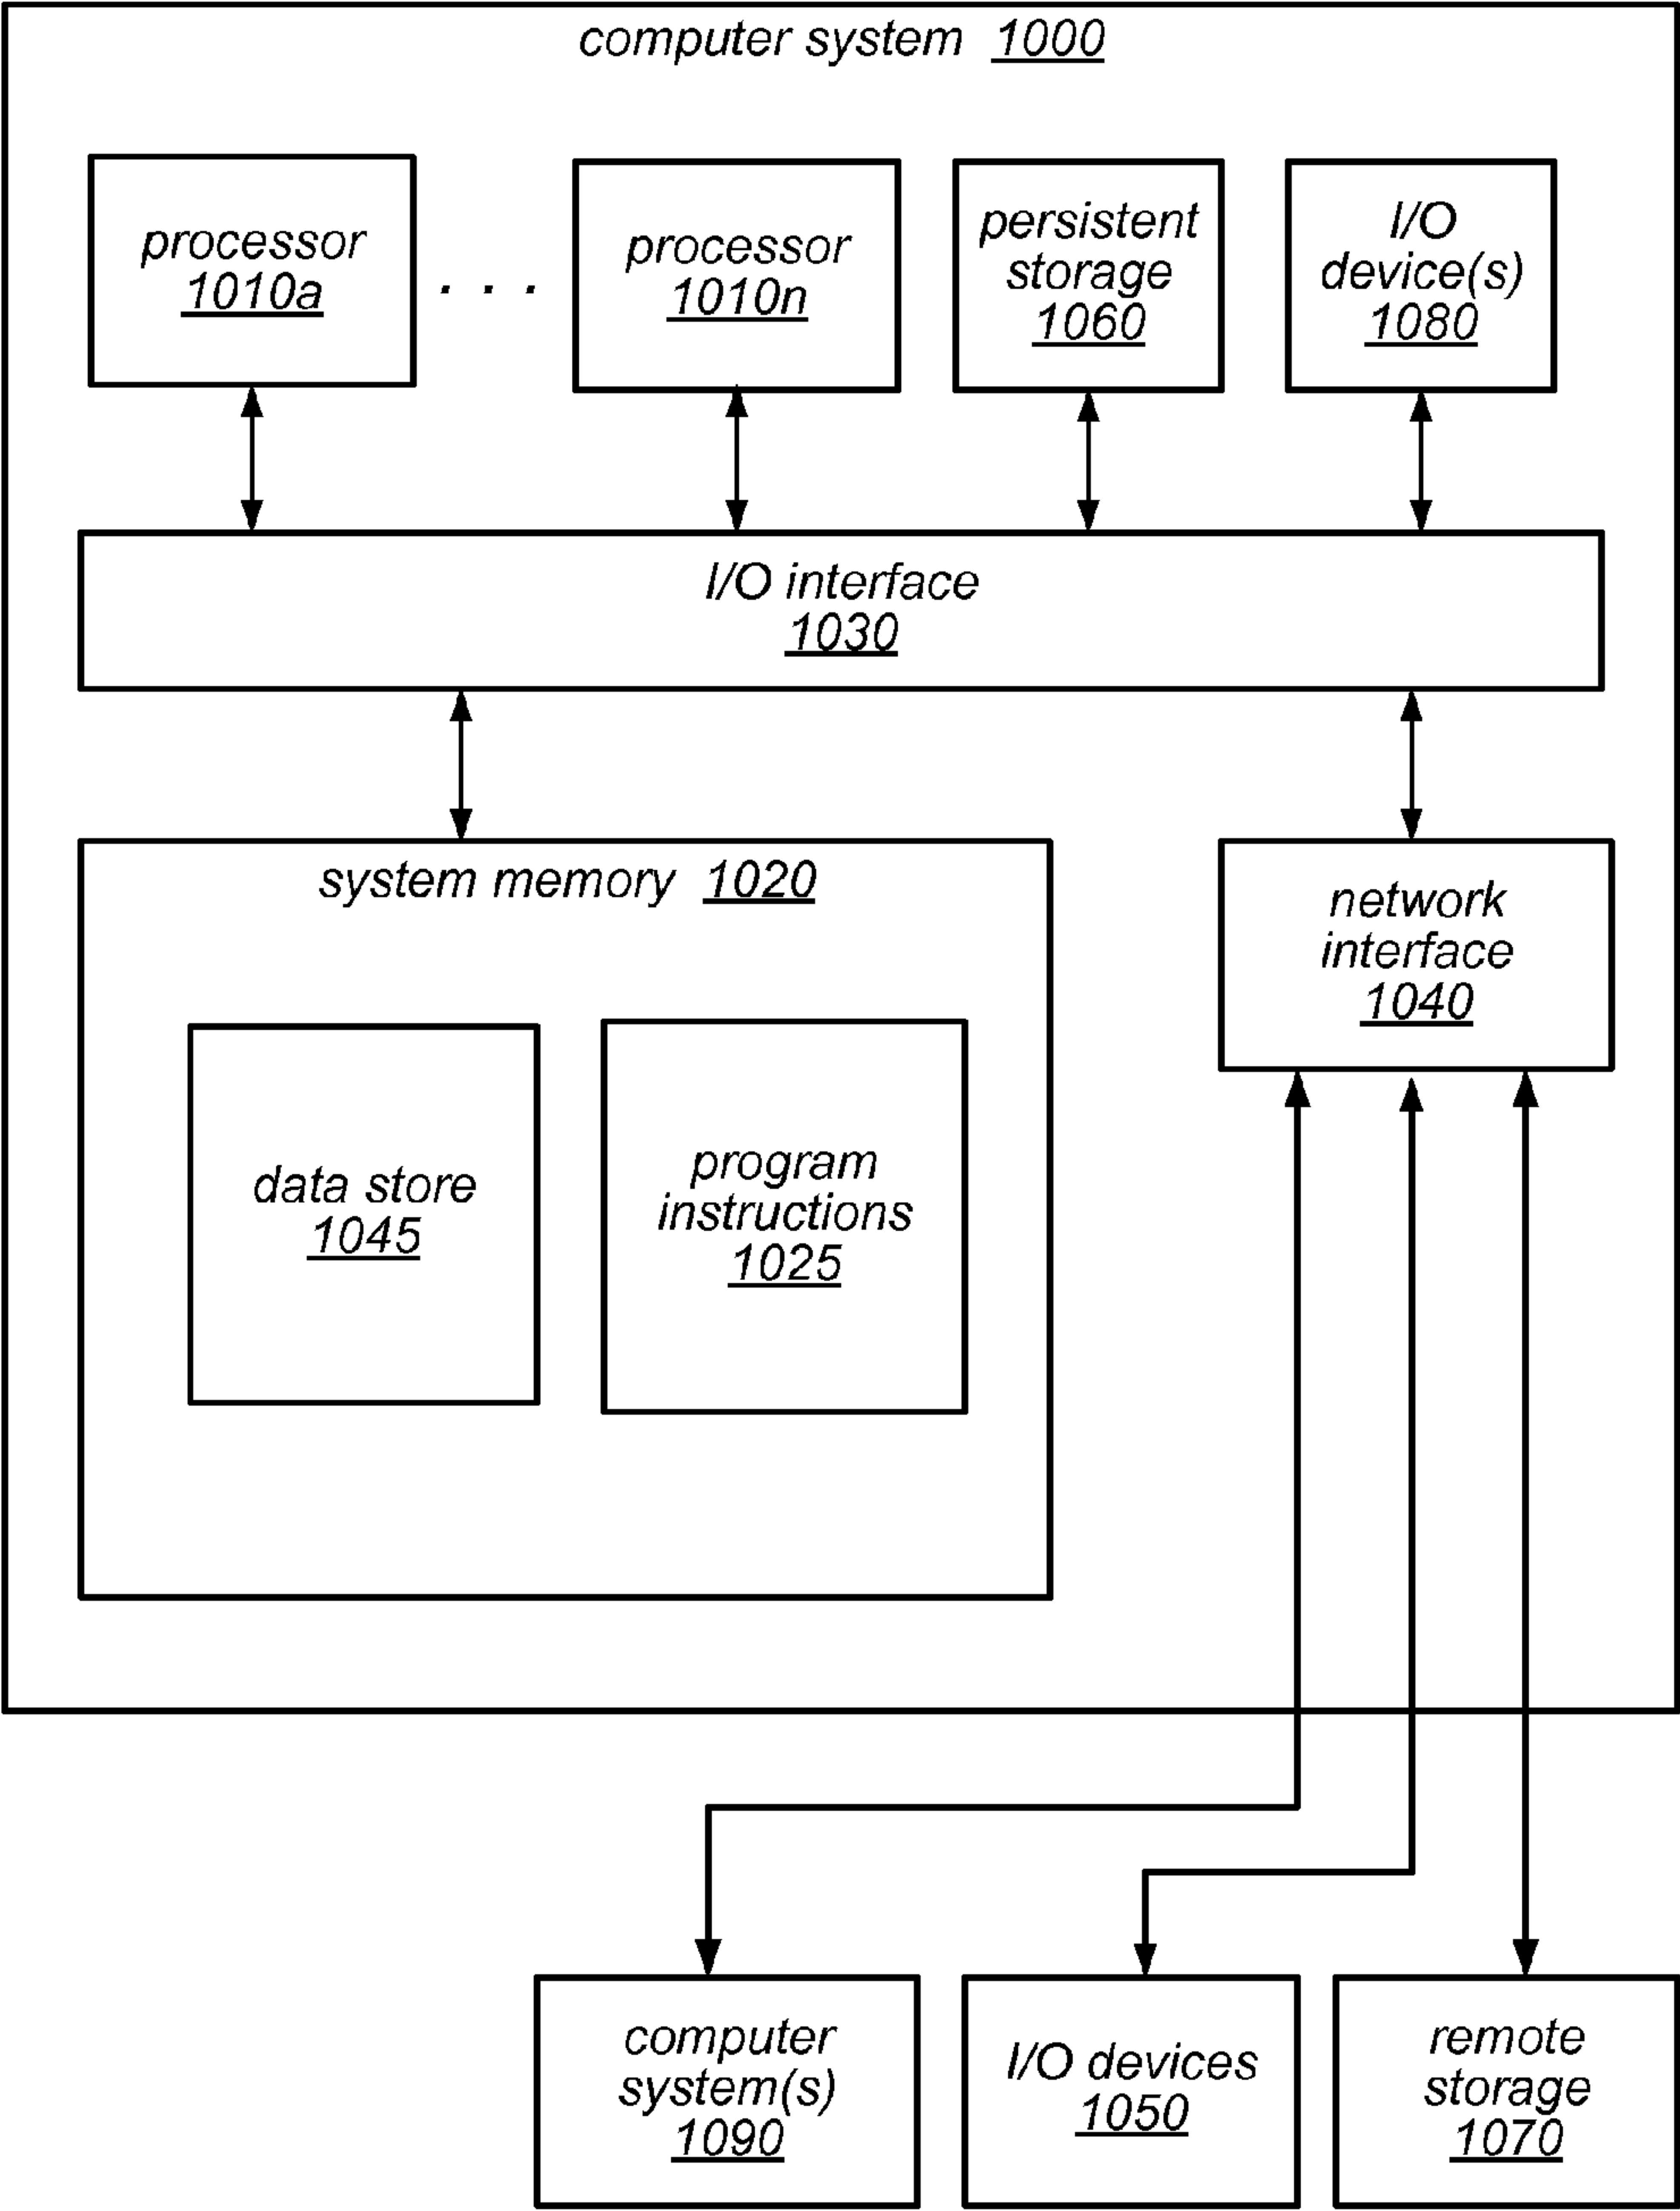 computer system 1000
processor
1010a
. . .
processor
1010n
persistent
storage
1060
I/O
device(s)
1080
I/O interface
1030
system memory 1020
network
interface
1040
data store
1045
program
instructions
1025
computer
system(s)
1090
I/O devices
1050
remote
storage
1070